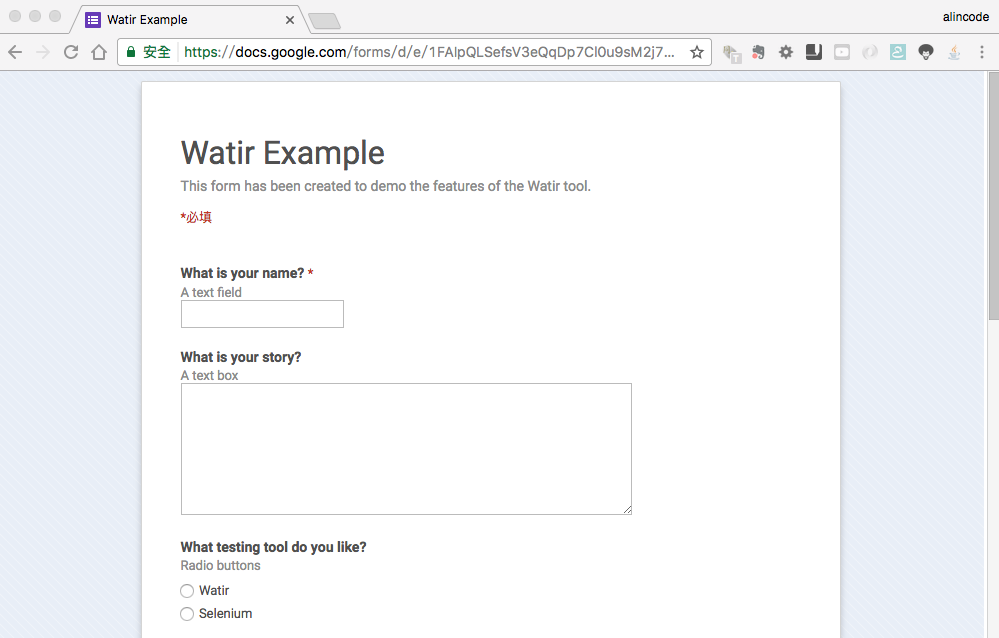 Watir Example
alincode
安全 https://docs.google.com/forms/d/e/1FAIpQLSefsV3eQqDp7Cl0u9sM2j7...
Watir Example
This form has been created to demo the features of the Watir tool.
*必填
What is your name? *
A text field
What is your story?
A text box
What testing tool do you like?
Radio buttons
Watir
Selenium